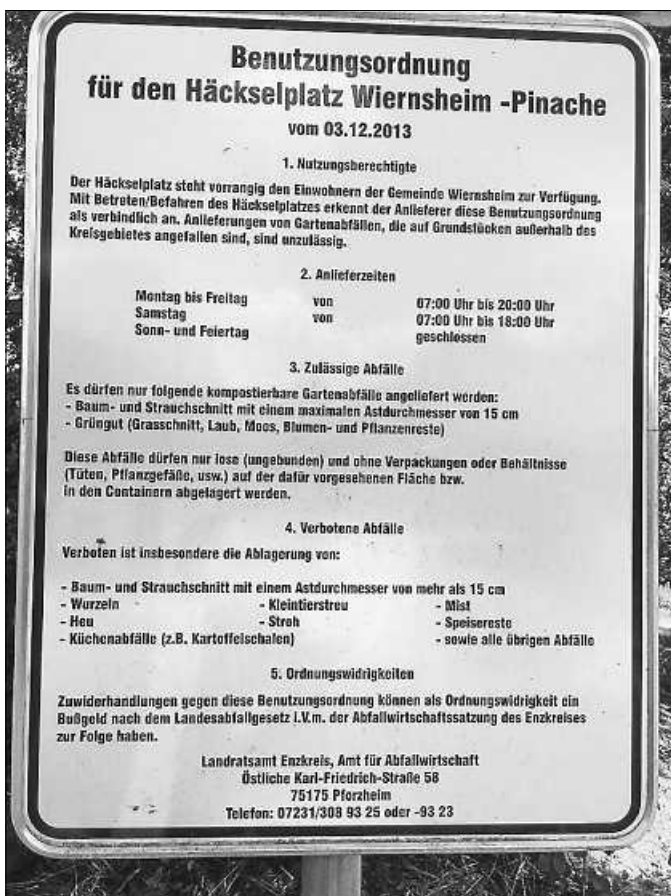 Benutzungsordnung
für den Häckselplatz Wiernsheim -Pinache
vom 03.12.2013
1. Nutzungsberechtigte
Der Häckselplatz steht vorrangig den Einwohnern der Gemeinde Wiernsheim zur Verfügung.
Mit Betreten/Befahren des Häckselplatzes erkennt der Anlieferer diese Benutzungsordnung
als verbindlich an. Anlieferungen von Gartenabfällen, die auf Grundstücken außerhalb des
Kreisgebietes angefallen sind, sind unzulässig.
2. Anlieferzeiten
Montag bis Freitag von 07:00 Uhr bis 20:00 Uhr
Samstag von 07:00 Uhr bis 18:00 Uhr
Sonn- und Feiertag geschlossen
3. Zulässige Abfälle
Es dürfen nur folgende kompostierbare Gartenabfälle angeliefert werden:
- Baum- und Strauchschnitt mit einem maximalen Astdurchmesser von 15 cm
- Grüngut (Grasschnitt, Laub, Moos, Blumen- und Pflanzenreste)
Diese Abfälle dürfen nur lose (ungebunden) und ohne Verpackungen oder Behältnisse
(Tüten, Pflanzgefäße, usw.) auf der dafür vorgesehenen Fläche bzw.
in den Containern abgelagert werden.
4. Verbotene Abfälle
Verboten ist insbesondere die Ablagerung von:
- Baum- und Strauchschnitt mit einem Astdurchmesser von mehr als 15 cm
- Wurzeln - Kleintierstreu - Mist
- Heu - Stroh - Speisereste
- Küchenabfälle (z.B. Kartoffelschalen) - sowie alle übrigen Abfälle
5. Ordnungswidrigkeiten
Zuwiderhandlungen gegen diese Benutzungsordnung können als Ordnungswidrigkeit ein
Bußgeld nach dem Landesabfallgesetz i.V.m. der Abfallwirtschaftssatzung des Enzkreises
zur Folge haben.
Landratsamt Enzkreis, Amt für Abfallwirtschaft
Östliche Karl-Friedrich-Straße 58
75175 Pforzheim
Telefon: 07231/308 93 25 oder -93 23